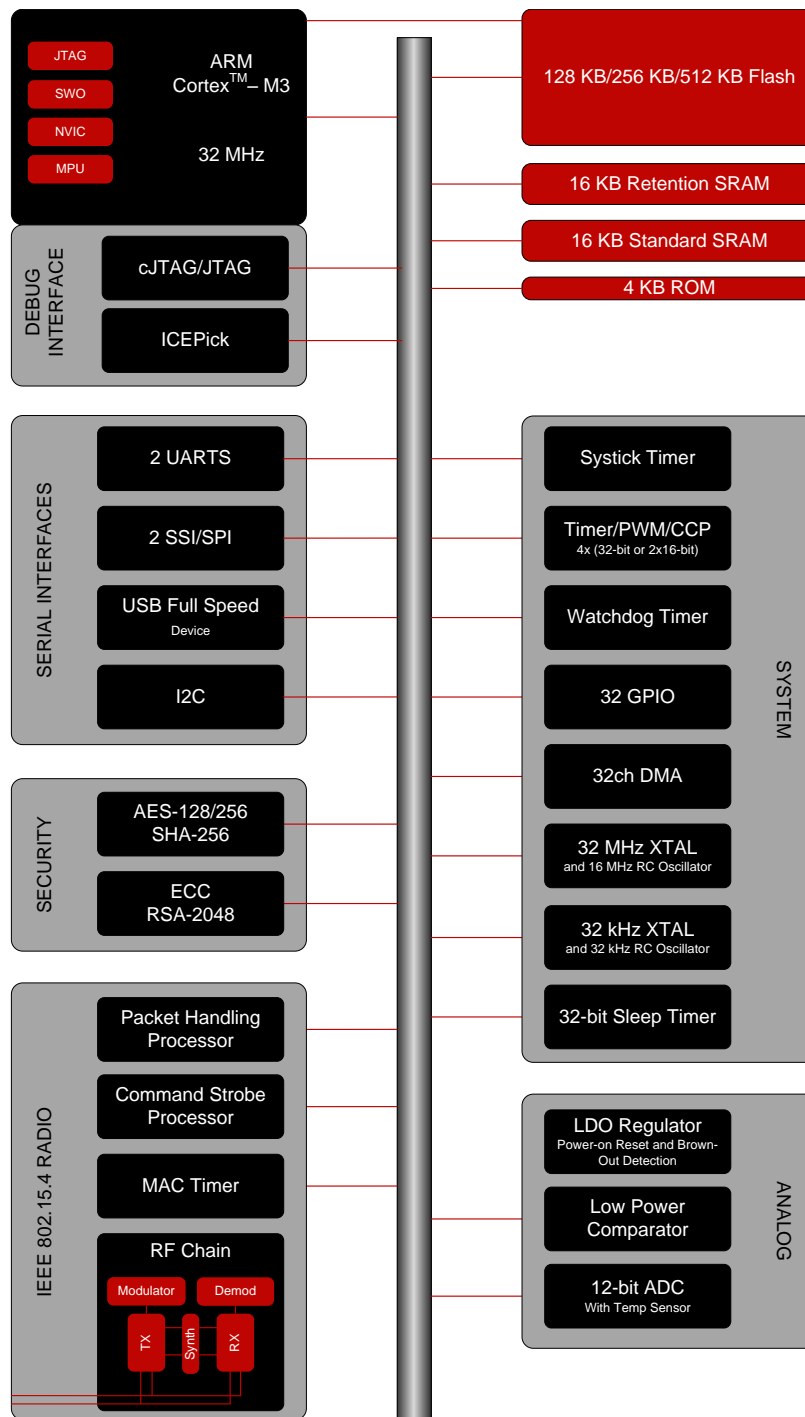 ARM
Cortex™– M3
32 MHz
JTAG
SWO
NVIC
MPU
128 KB/256 KB/512 KB Flash
16 KB Retention SRAM
16 KB Standard SRAM
4 KB ROM
DEBUG
INTERFACE
cJTAG/JTAG
ICEPick
SERIAL INTERFACES
2 UARTS
2 SSI/SPI
USB Full Speed
Device
I2C
SYSTEM
Systick Timer
Timer/PWM/CCP
4x (32-bit or 2x16-bit)
Watchdog Timer
32 GPIO
32ch DMA
32 MHz XTAL
and 16 MHz RC Oscillator
32 kHz XTAL
and 32 kHz RC Oscillator
32-bit Sleep Timer
SECURITY
AES-128/256
SHA-256
ECC
RSA-2048
IEEE 802.15.4 RADIO
Packet Handling
Processor
Command Strobe
Processor
MAC Timer
RF Chain
Modulator
Demod
TX
Synth
RX
ANALOG
LDO Regulator
Power-on Reset and Brown-
Out Detection
Low Power
Comparator
12-bit ADC
With Temp Sensor